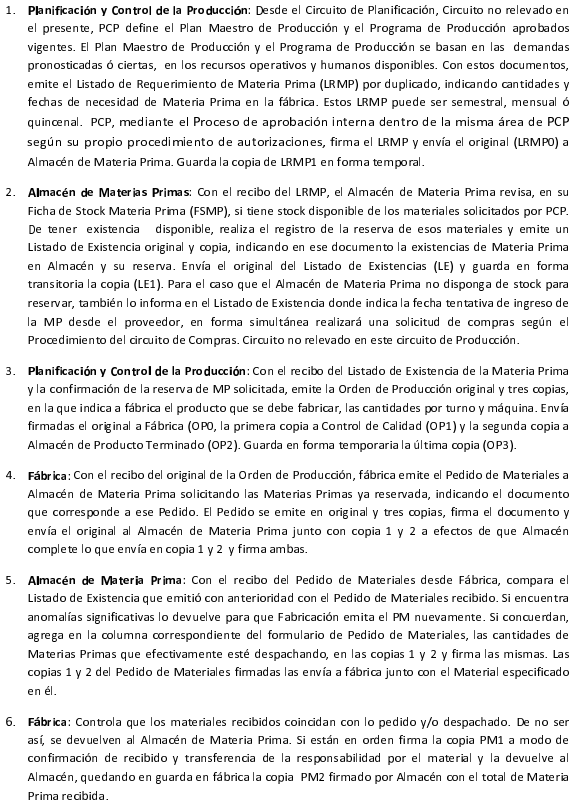 1. Planificación y Control de la Producción: Desde el Circuito de Planificación, Circuito no relevado en
el presente, PCP define el Plan Maestro de Producción y el Programa de Producción aprobados
vigentes. El Plan Maestro de Producción y el Programa de Producción se basan en las demandas
pronosticadas ó ciertas, en los recursos operativos y humanos disponibles. Con estos documentos,
emite el Listado de Requerimiento de Materia Prima (LRMP) por duplicado, indicando cantidades y
fechas de necesidad de Materia Prima en la fábrica. Estos LRMP puede ser semestral, mensual ó
quincenal. PCP, mediante el Proceso de aprobación interna dentro de la misma área de PCP
según su propio procedimiento de autorizaciones, firma el LRMP y envía el original (LRMP0) a
Almacén de Materia Prima. Guarda la copia de LRMP1 en forma temporal.
2. Almacén de Materias Primas: Con el recibo del LRMP, el Almacén de Materia Prima revisa, en su
Ficha de Stock Materia Prima (FSMP), si tiene stock disponible de los materiales solicitados por PCP.
De tener existencia disponible, realiza el registro de la reserva de esos materiales y emite un
Listado de Existencia original y copia, indicando en ese documento la existencias de Materia Prima
en Almacén y su reserva. Envía el original del Listado de Existencias (LE) y guarda en forma
transitoria la copia (LE1). Para el caso que el Almacén de Materia Prima no disponga de stock para
reservar, también lo informa en el Listado de Existencia donde indica la fecha tentativa de ingreso de
la MP desde el proveedor, en forma simultánea realizará una solicitud de compras según el
Procedimiento del circuito de Compras. Circuito no relevado en este circuito de Producción.
3. Planificación y Control de la Producción: Con el recibo del Listado de Existencia de la Materia Prima
y la confirmación de la reserva de MP solicitada, emite la Orden de Producción original y tres copias,
en la que indica a fábrica el producto que se debe fabricar, las cantidades por turno y máquina. Envía
firmadas el original a Fábrica (OP0, la primera copia a Control de Calidad (OP1) y la segunda copia a
Almacén de Producto Terminado (OP2). Guarda en forma temporaria la última copia (OP3).
4. Fábrica: Con el recibo del original de la Orden de Producción, fábrica emite el Pedido de Materiales a
Almacén de Materia Prima solicitando las Materias Primas ya reservada, indicando el documento
que corresponde a ese Pedido. El Pedido se emite en original y tres copias, firma el documento y
envía el original al Almacén de Materia Prima junto con copia 1 y 2 a efectos de que Almacén
complete lo que envía en copia 1 y 2 y firma ambas.
5. Almacén de Materia Prima: Con el recibo del Pedido de Materiales desde Fábrica, compara el
Listado de Existencia que emitió con anterioridad con el Pedido de Materiales recibido. Si encuentra
anomalías significativas lo devuelve para que Fabricación emita el PM nuevamente. Si concuerdan,
agrega en la columna correspondiente del formulario de Pedido de Materiales, las cantidades de
Materias Primas que efectivamente esté despachando, en las copias 1 y 2 y firma las mismas. Las
copias 1 y 2 del Pedido de Materiales firmadas las envía a fábrica junto con el Material especificado
en él.
6. Fábrica: Controla que los materiales recibidos coincidan con lo pedido y/o despachado. De no ser
así, se devuelven al Almacén de Materia Prima. Si están en orden firma la copia PM1 a modo de
confirmación de recibido y transferencia de la responsabilidad por el material y la devuelve al
Almacén, quedando en guarda en fábrica la copia PM2 firmado por Almacén con el total de Materia
Prima recibida.